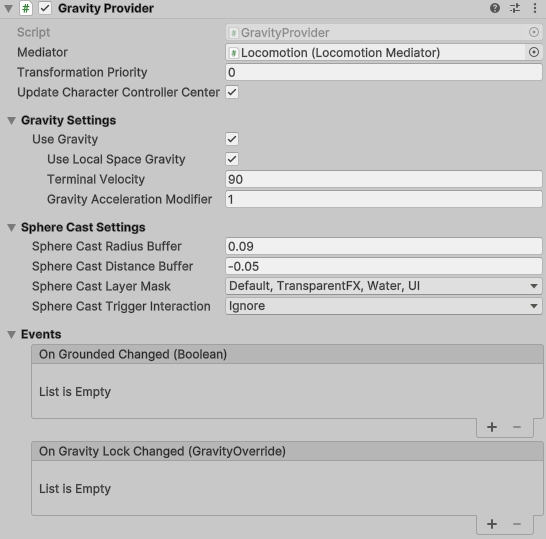 Gravity Provider
Script GravityProvider
Mediator Locomotion (Locomotion Mediator)
Transformation Priority 0
Update Character Controller Center
Gravity Settings
Use Gravity
Use Local Space Gravity
Terminal Velocity 90
Gravity Acceleration Modifier 1
Sphere Cast Settings
Sphere Cast Radius Buffer 0.09
Sphere Cast Distance Buffer -0.05
Sphere Cast Layer Mask Default, TransparentFX, Water, UI
Sphere Cast Trigger Interaction Ignore
Events
On Grounded Changed (Boolean)
List is Empty
+ −
On Gravity Lock Changed (GravityOverride)
List is Empty
+ −